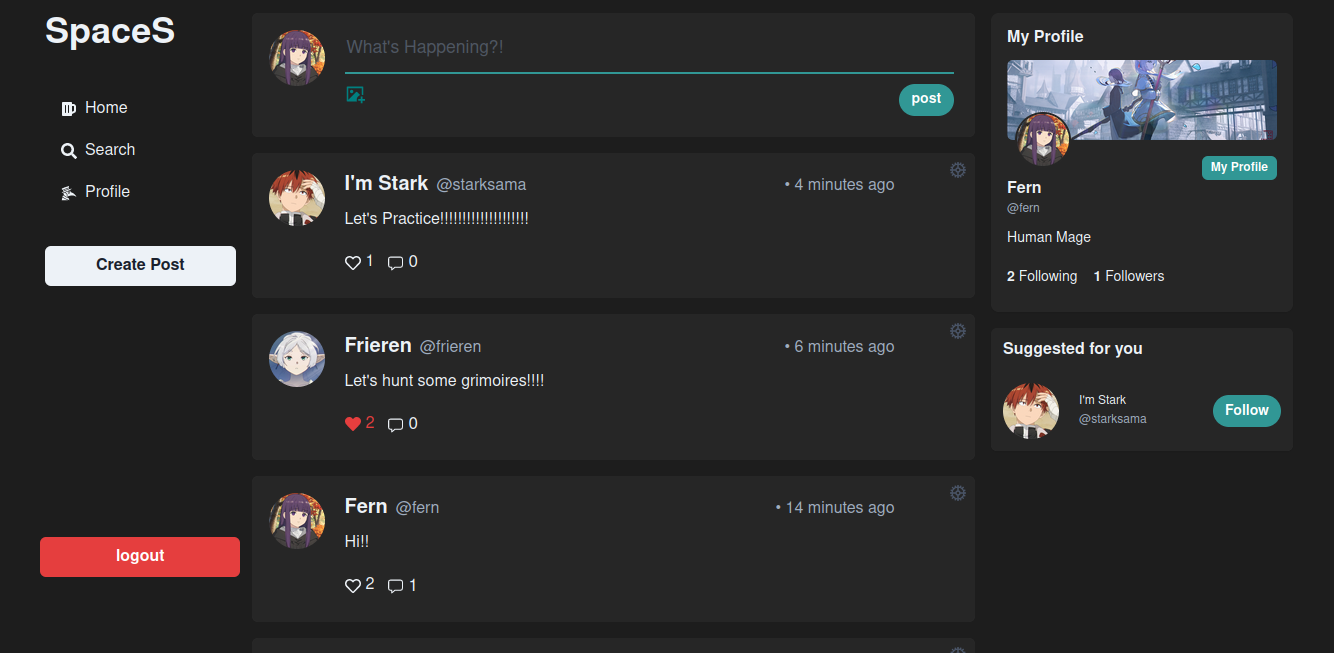 SpaceS
Home
Search
Profile
Create Post
logout
What's Happening?!
post
I'm Stark @starksama • 4 minutes ago
Let's Practice!!!!!!!!!!!!!!!!!!!!
1 0
Frieren @frieren • 6 minutes ago
Let's hunt some grimoires!!!!
2 0
Fern @fern • 14 minutes ago
Hi!!
2 1
My Profile
My Profile
Fern
@fern
Human Mage
2 Following 1 Followers
Suggested for you
I'm Stark
@starksama
Follow